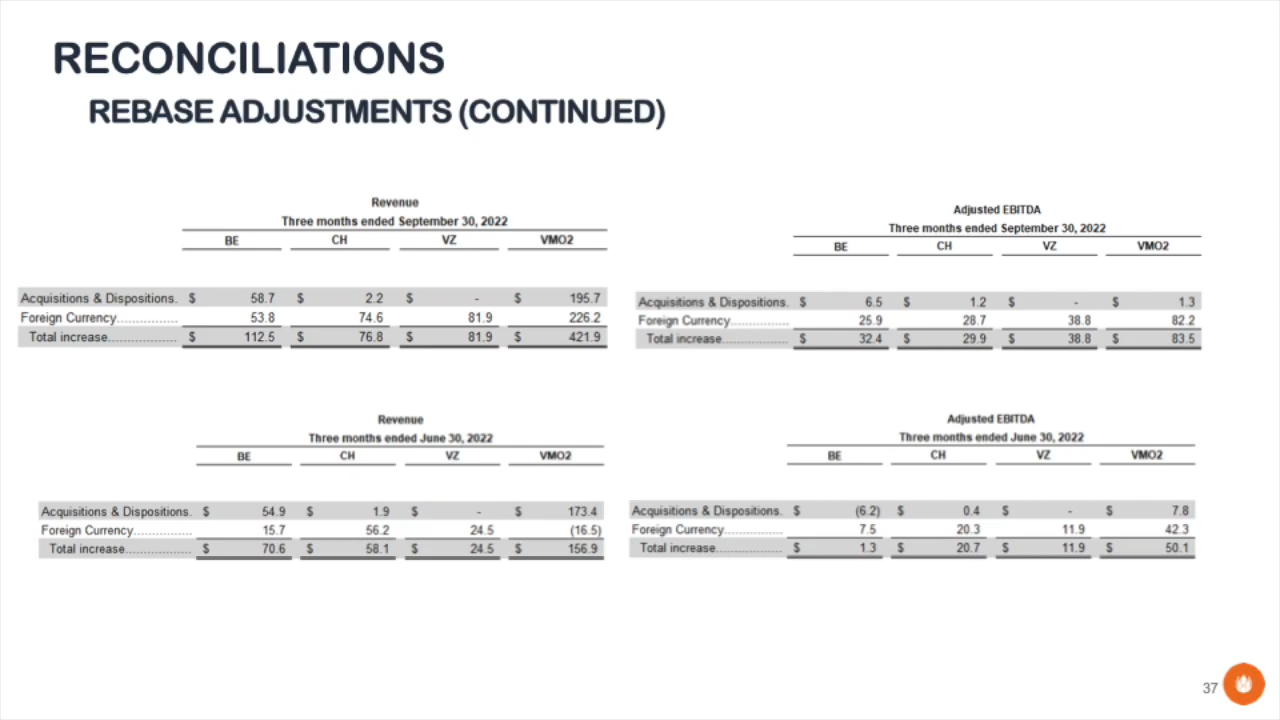 RECONCILIATIONS
REBASE ADJUSTMENTS (CONTINUED)
Revenue
Three months ended September 30, 2022
BE CH VZ VMO2
Acquisitions & Dispositions. $ 58.7 $ 2.2 $ - $ 195.7
Foreign Currency................ 53.8 74.6 81.9 226.2
Total increase.................... $ 112.5 $ 76.8 $ 81.9 $ 421.9
Adjusted EBITDA
Three months ended September 30, 2022
BE CH VZ VMO2
Acquisitions & Dispositions. $ 6.5 $ 1.2 $ - $ 1.3
Foreign Currency................ 25.9 28.7 38.8 82.2
Total increase.................... $ 32.4 $ 29.9 $ 38.8 $ 83.5
Revenue
Three months ended June 30, 2022
BE CH VZ VMO2
Acquisitions & Dispositions. $ 54.9 $ 1.9 $ - $ 173.4
Foreign Currency................ 15.7 56.2 24.5 (16.5)
Total increase.................... $ 70.6 $ 58.1 $ 24.5 $ 156.9
Adjusted EBITDA
Three months ended June 30, 2022
BE CH VZ VMO2
Acquisitions & Dispositions. $ (6.2) $ 0.4 $ - $ 7.8
Foreign Currency................ 7.5 20.3 11.9 42.3
Total increase.................... $ 1.3 $ 20.7 $ 11.9 $ 50.1
37